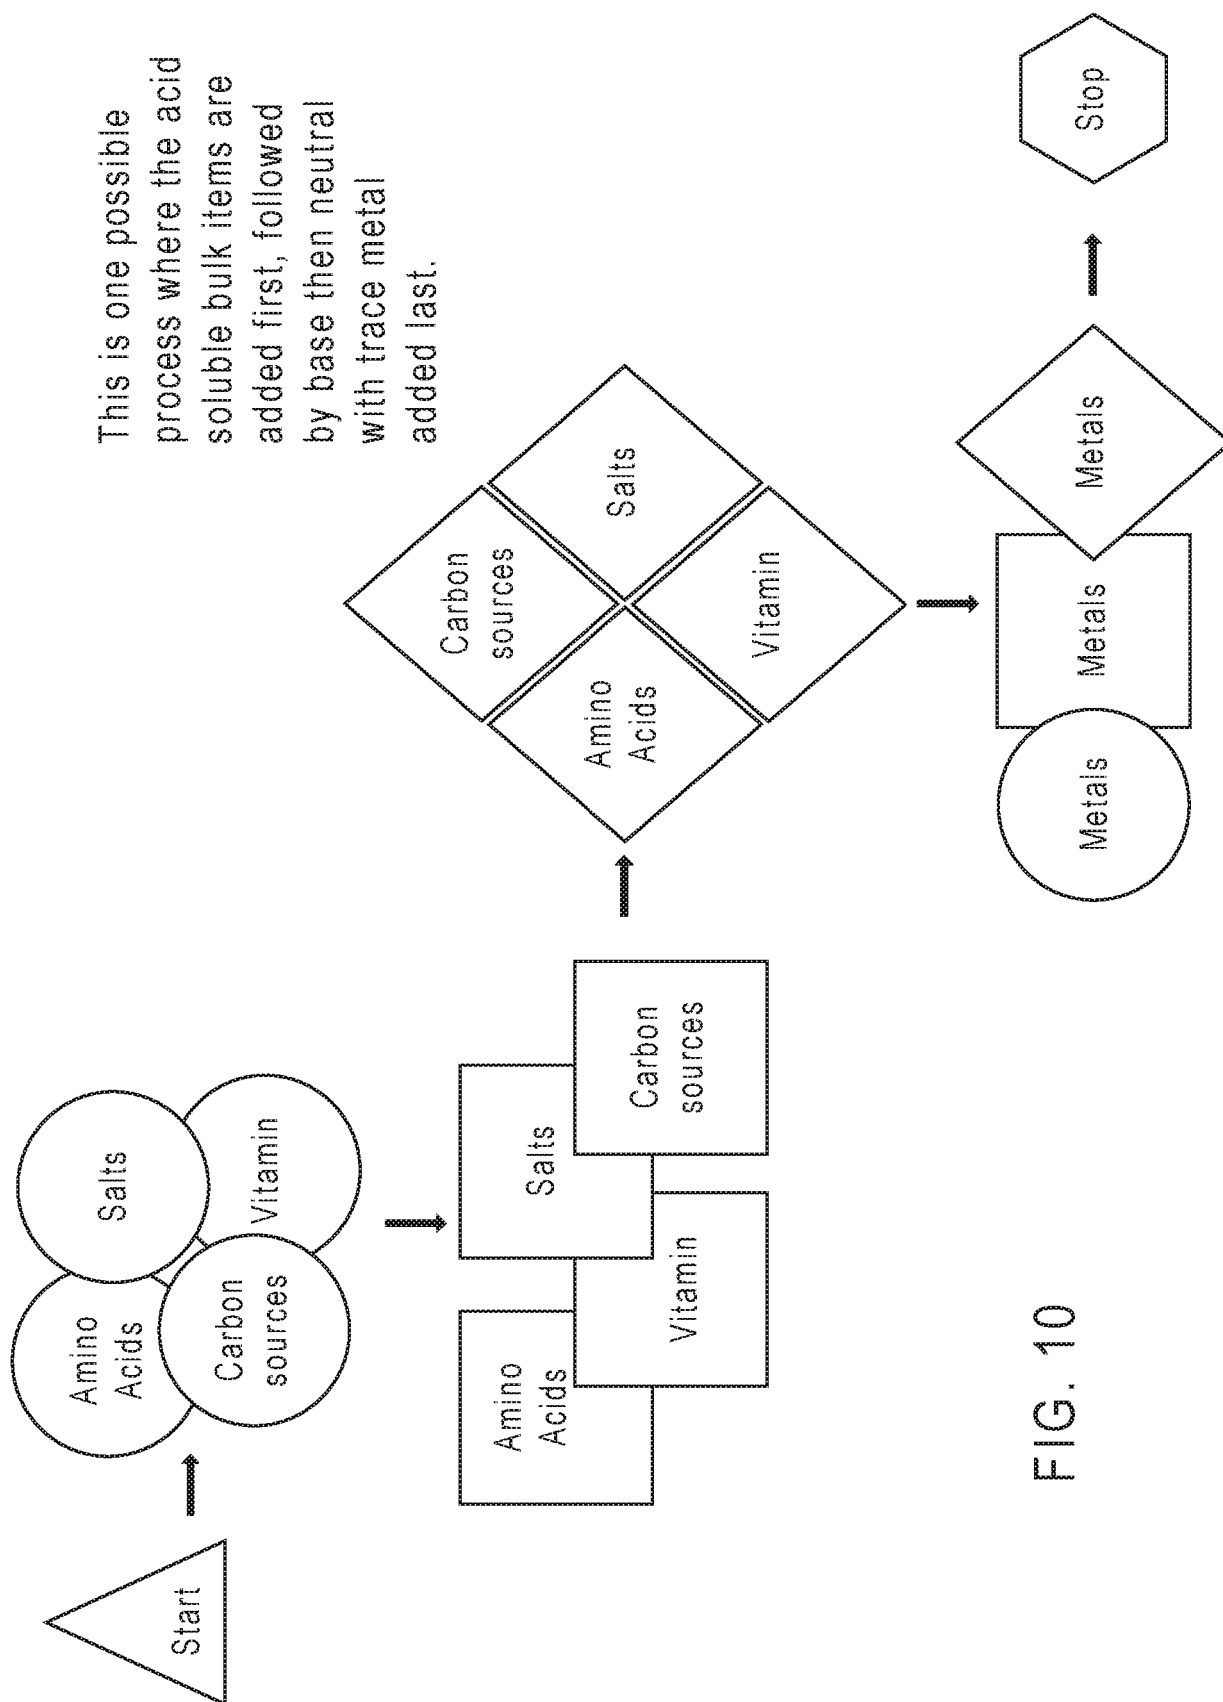 Start
Amino
Acids
Salts
Carbon
sources
Vitamin
Amino
Acids
Salts
Vitamin
Carbon
sources
Carbon
sources
Amino
Acids
Salts
Vitamin
Metals
Metals
Metals
Stop
This is one possible
process where the acid
soluble bulk items are
added first, followed
by base then neutral
with trace metal
added last.
FIG. 10